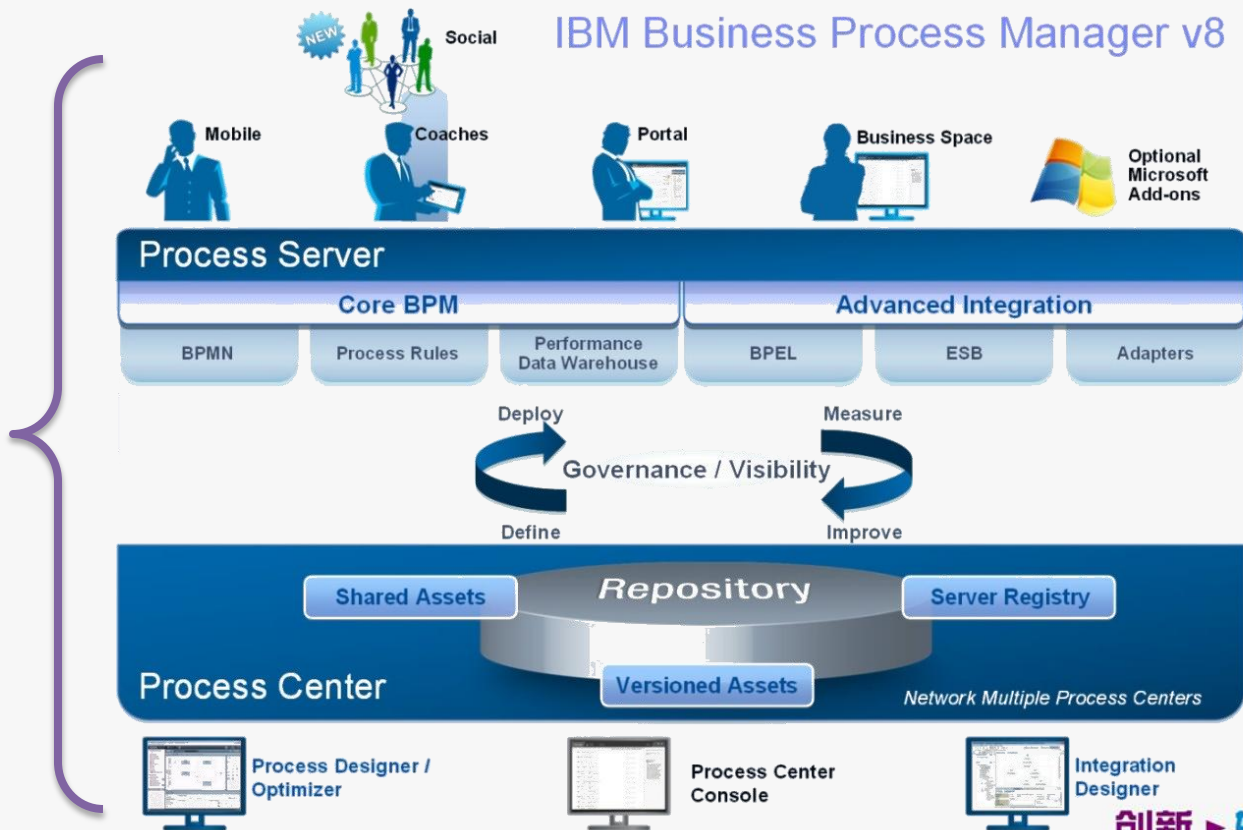 IBM Business Process Manager v8
NEW
Social
Mobile
Coaches
Portal
Business Space
Optional
Microsoft
Add-ons
Process Server
Core BPM
Advanced Integration
BPMN
Process Rules
Performance
Data Warehouse
BPEL
ESB
Adapters
Deploy
Measure
Governance / Visibility
Define
Improve
Repository
Shared Assets
Server Registry
Versioned Assets
Process Center
Network Multiple Process Centers
Process Designer /
Optimizer
Process Center
Console
Integration
Designer
创新